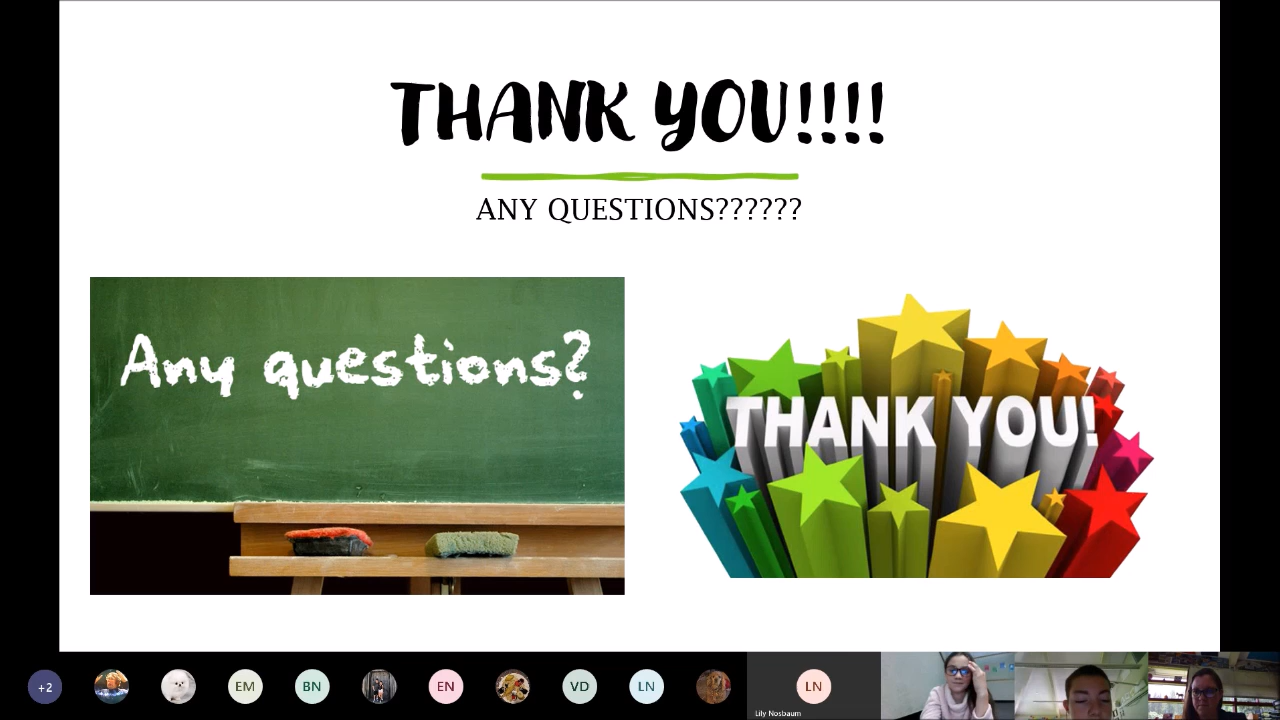 THANK YOU!!!!
ANY QUESTIONS??????
Any questions?
THANK YOU!
+2
EM
BN
EN
VD
LN
LN
Lily Nosbaum